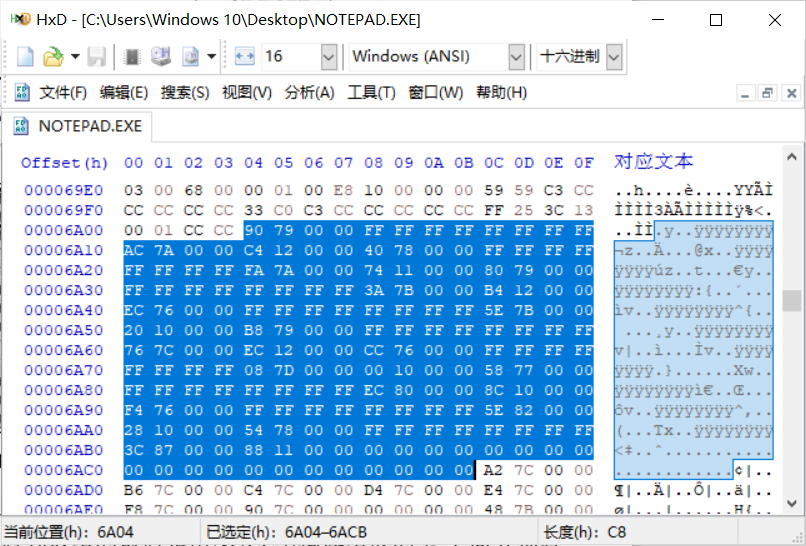 HxD - [C:\Users\Windows 10\Desktop\NOTEPAD.EXE]
16 Windows (ANSI) 十六进制
文件(F) 编辑(E) 搜索(S) 视图(V) 分析(A) 工具(T) 窗口(W) 帮助(H)
NOTEPAD.EXE
Offset(h) 00 01 02 03 04 05 06 07 08 09 0A 0B 0C 0D 0E 0F 对应文本
000069E0 03 00 68 00 00 01 00 E8 10 00 00 00 59 59 C3 CC ..h....è....YYÃÌ
000069F0 CC CC CC CC 33 C0 C3 CC CC CC CC CC FF 25 3C 13 ÌÌÌÌ3ÀÃÌÌÌÌÌÿ%<.
00006A00 00 01 CC CC 90 79 00 00 FF FF FF FF FF FF FF FF ..ÌÌ.y..ÿÿÿÿÿÿÿÿ
00006A10 AC 7A 00 00 C4 12 00 00 40 78 00 00 FF FF FF FF ¬z..Ä...@x..ÿÿÿÿ
00006A20 FF FF FF FF FA 7A 00 00 74 11 00 00 80 79 00 00 ÿÿÿÿúz..t...€y..
00006A30 FF FF FF FF FF FF FF FF 3A 7B 00 00 B4 12 00 00 ÿÿÿÿÿÿÿÿ:{..´...
00006A40 EC 76 00 00 FF FF FF FF FF FF FF FF 5E 7B 00 00 ìv..ÿÿÿÿÿÿÿÿ^{..
00006A50 20 10 00 00 B8 79 00 00 FF FF FF FF FF FF FF FF  ...¸y..ÿÿÿÿÿÿÿÿ
00006A60 76 7C 00 00 EC 12 00 00 CC 76 00 00 FF FF FF FF v|..ì...Ìv..ÿÿÿÿ
00006A70 FF FF FF FF 08 7D 00 00 00 10 00 00 58 77 00 00 ÿÿÿÿ.}......Xw..
00006A80 FF FF FF FF FF FF FF FF EC 80 00 00 8C 10 00 00 ÿÿÿÿÿÿÿÿì€..Œ...
00006A90 F4 76 00 00 FF FF FF FF FF FF FF FF 5E 82 00 00 ôv..ÿÿÿÿÿÿÿÿ^‚..
00006AA0 28 10 00 00 54 78 00 00 FF FF FF FF FF FF FF FF (...Tx..ÿÿÿÿÿÿÿÿ
00006AB0 3C 87 00 00 88 11 00 00 00 00 00 00 00 00 00 00 <‡..ˆ...........
00006AC0 00 00 00 00 00 00 00 00 00 00 00 00 A2 7C 00 00 ............¢|..
00006AD0 B6 7C 00 00 C4 7C 00 00 D4 7C 00 00 E4 7C 00 00 ¶|..Ä|..Ô|..ä|..
00006AE0 F8 7C 00 00 90 7C 00 00 00 00 00 00 48 7B 00 00 ø|...|......H{..
当前位置(h): 6A04 已选定(h): 6A04-6ACB 长度(h): C8